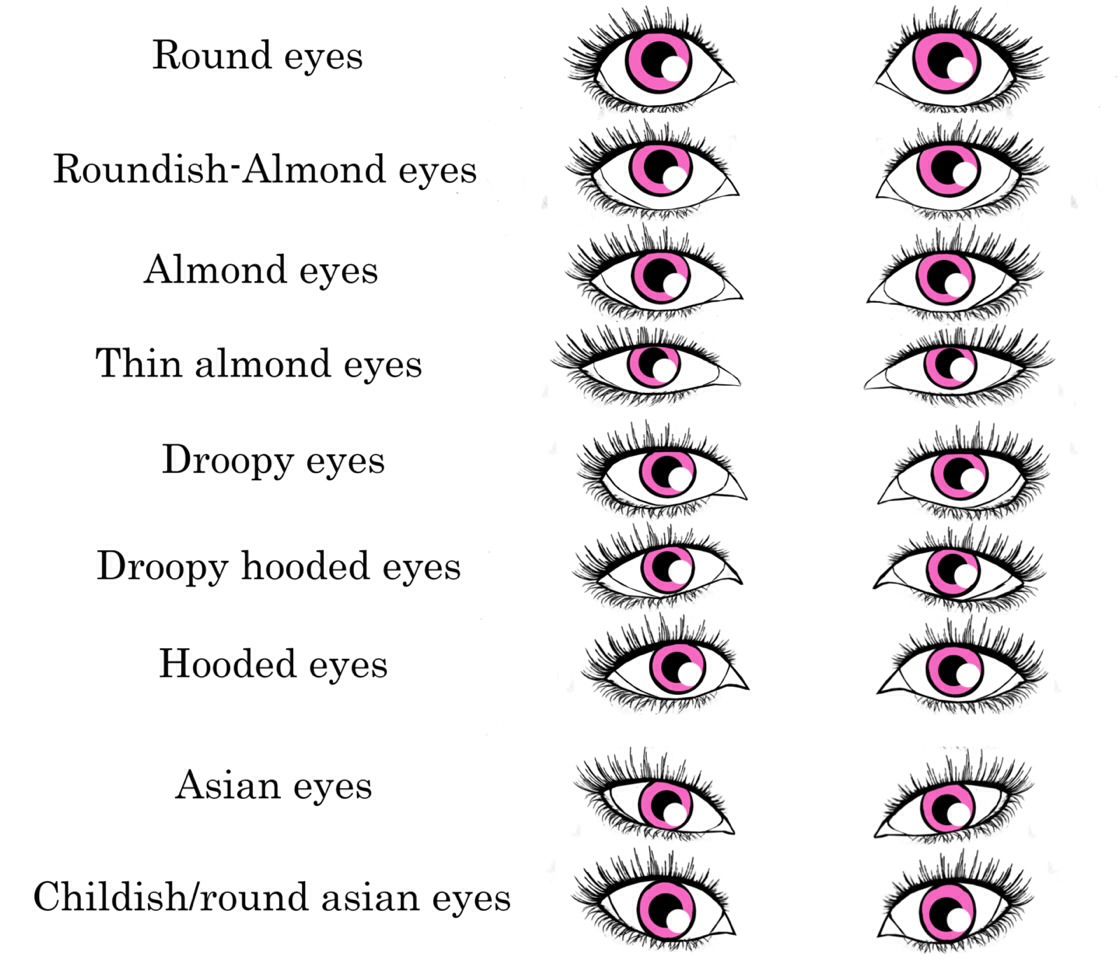 Round eyes
Roundish-Almond eyes
Almond eyes
Thin almond eyes
Droopy eyes
Droopy hooded eyes
Hooded eyes
Asian eyes
Childish/round asian eyes